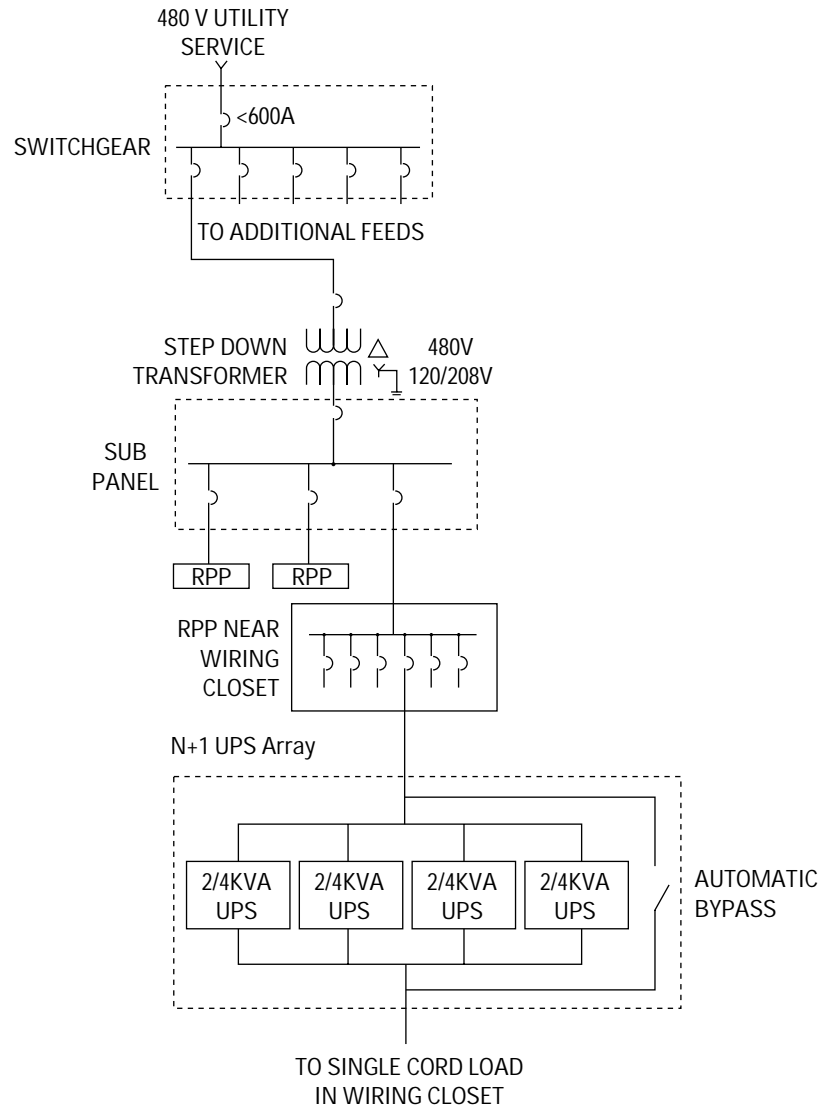 480 V UTILITY
SERVICE
<600A
SWITCHGEAR
TO ADDITIONAL FEEDS
STEP DOWN
TRANSFORMER
480V
120/208V
SUB
PANEL
RPP
RPP
RPP NEAR
WIRING
CLOSET
N+1 UPS Array
2/4KVA
UPS
2/4KVA
UPS
2/4KVA
UPS
2/4KVA
UPS
AUTOMATIC
BYPASS
TO SINGLE CORD LOAD
IN WIRING CLOSET